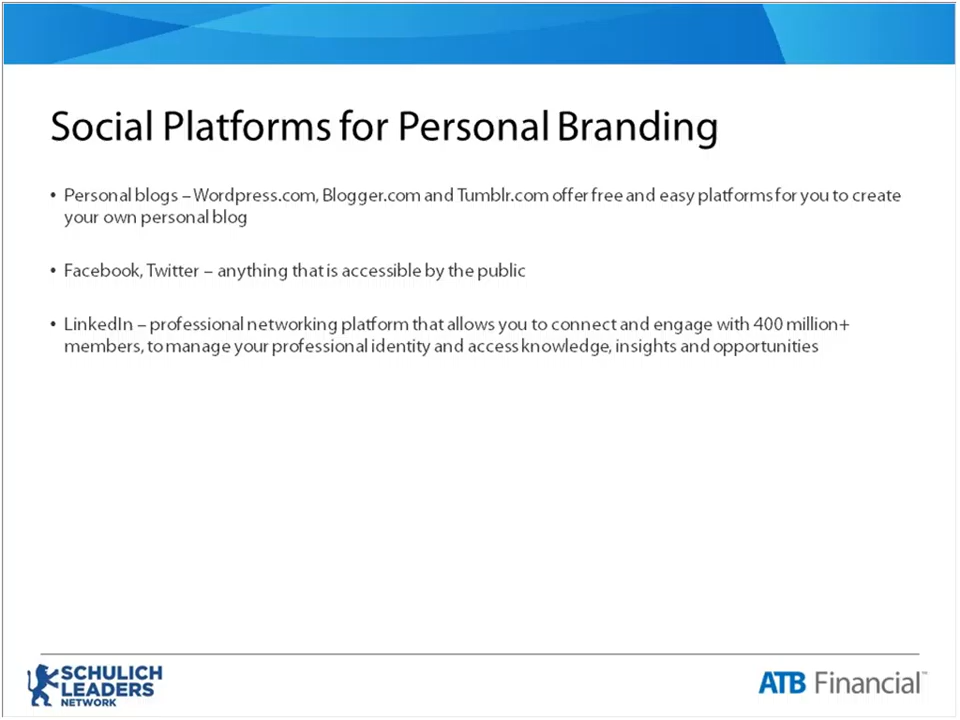 Social Platforms for Personal Branding
• Personal blogs – Wordpress.com, Blogger.com and Tumblr.com offer free and easy platforms for you to create
your own personal blog
• Facebook, Twitter – anything that is accessible by the public
• LinkedIn – professional networking platform that allows you to connect and engage with 400 million+
members, to manage your professional identity and access knowledge, insights and opportunities
SCHULICH
LEADERS
NETWORK
ATB Financial™